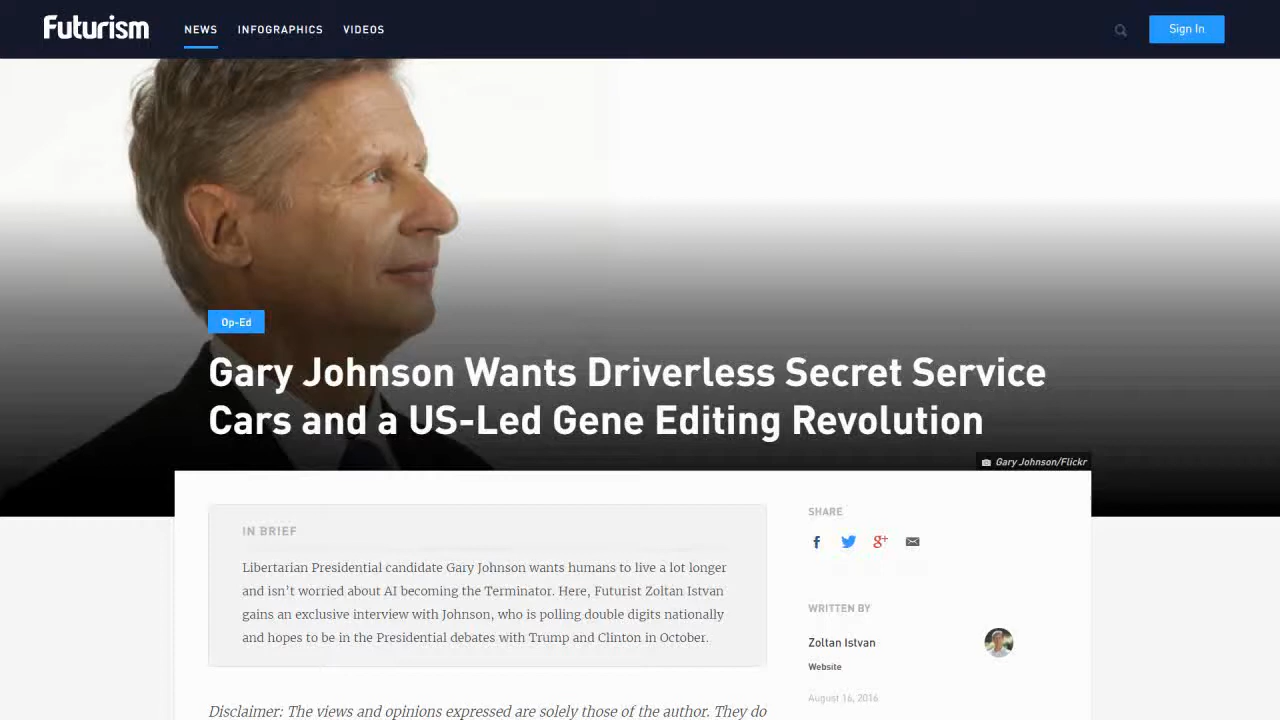 Futurism
NEWS
INFOGRAPHICS
VIDEOS
Sign In
Op-Ed
Gary Johnson Wants Driverless Secret Service
Cars and a US-Led Gene Editing Revolution
Gary Johnson/Flickr
IN BRIEF
Libertarian Presidential candidate Gary Johnson wants humans to live a lot longer
and isn't worried about AI becoming the Terminator. Here, Futurist Zoltan Istvan
gains an exclusive interview with Johnson, who is polling double digits nationally
and hopes to be in the Presidential debates with Trump and Clinton in October.
Disclaimer: The views and opinions expressed are solely those of the author. They do
SHARE
WRITTEN BY
Zoltan Istvan
Website
August 16, 2016